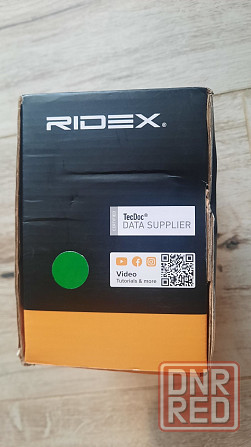 RIDEX®
TecDoc®
DATA SUPPLIER
Video
Tutorials & more
DNR
RED